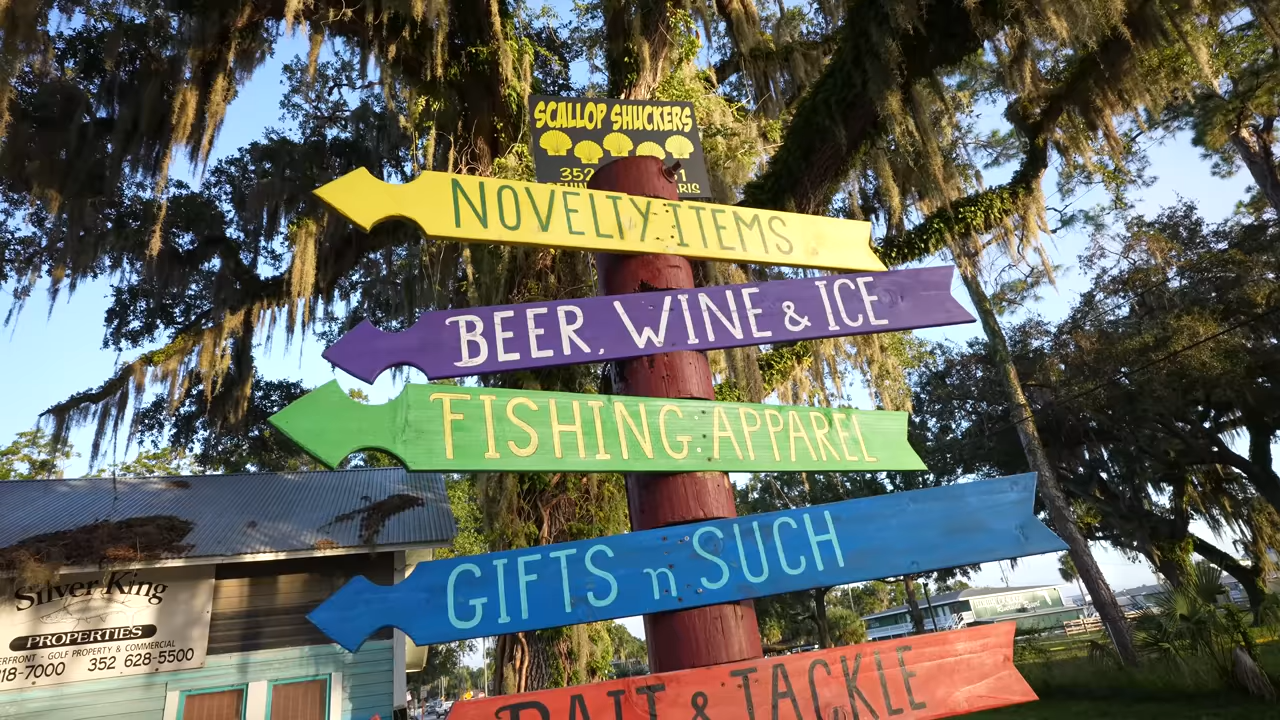 SCALLOP SHUCKERS
352
NOVELTY ITEMS
BEER, WINE & ICE
FISHING APPAREL
GIFTS n SUCH
BAIT & TACKLE
Silver King
PROPERTIES
GOLF PROPERTY & COMMERCIAL
352 628-5500